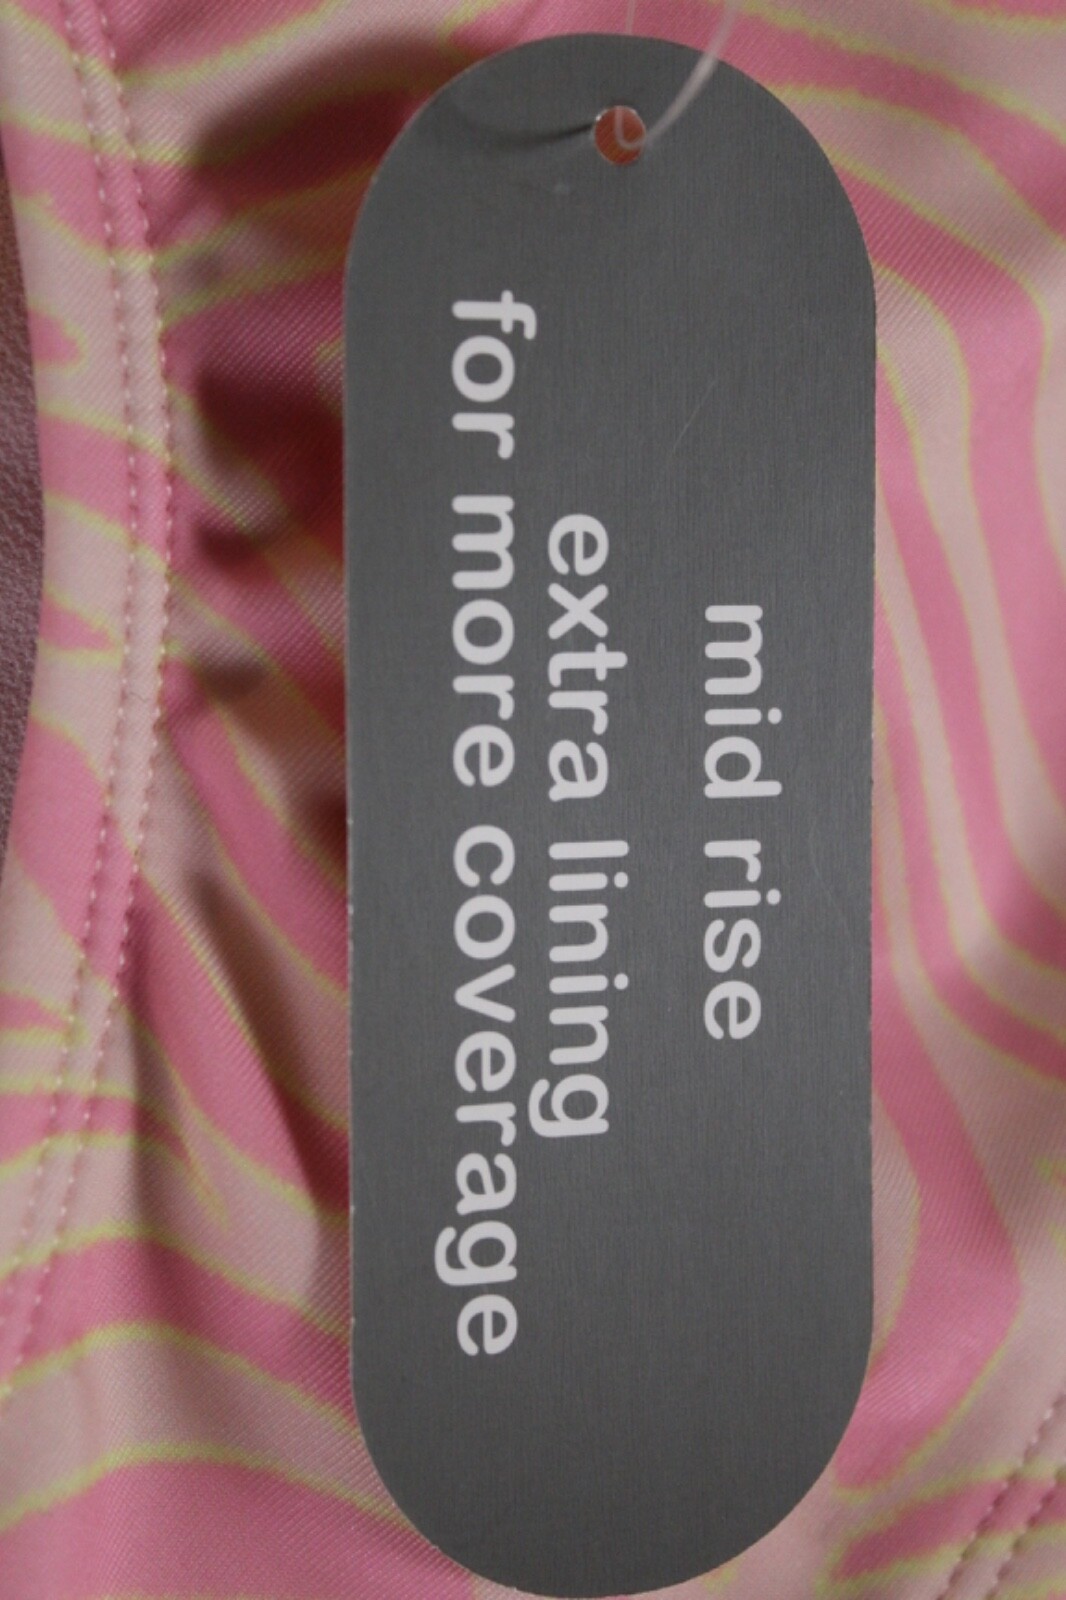 mid rise
extra lining
for more coverage